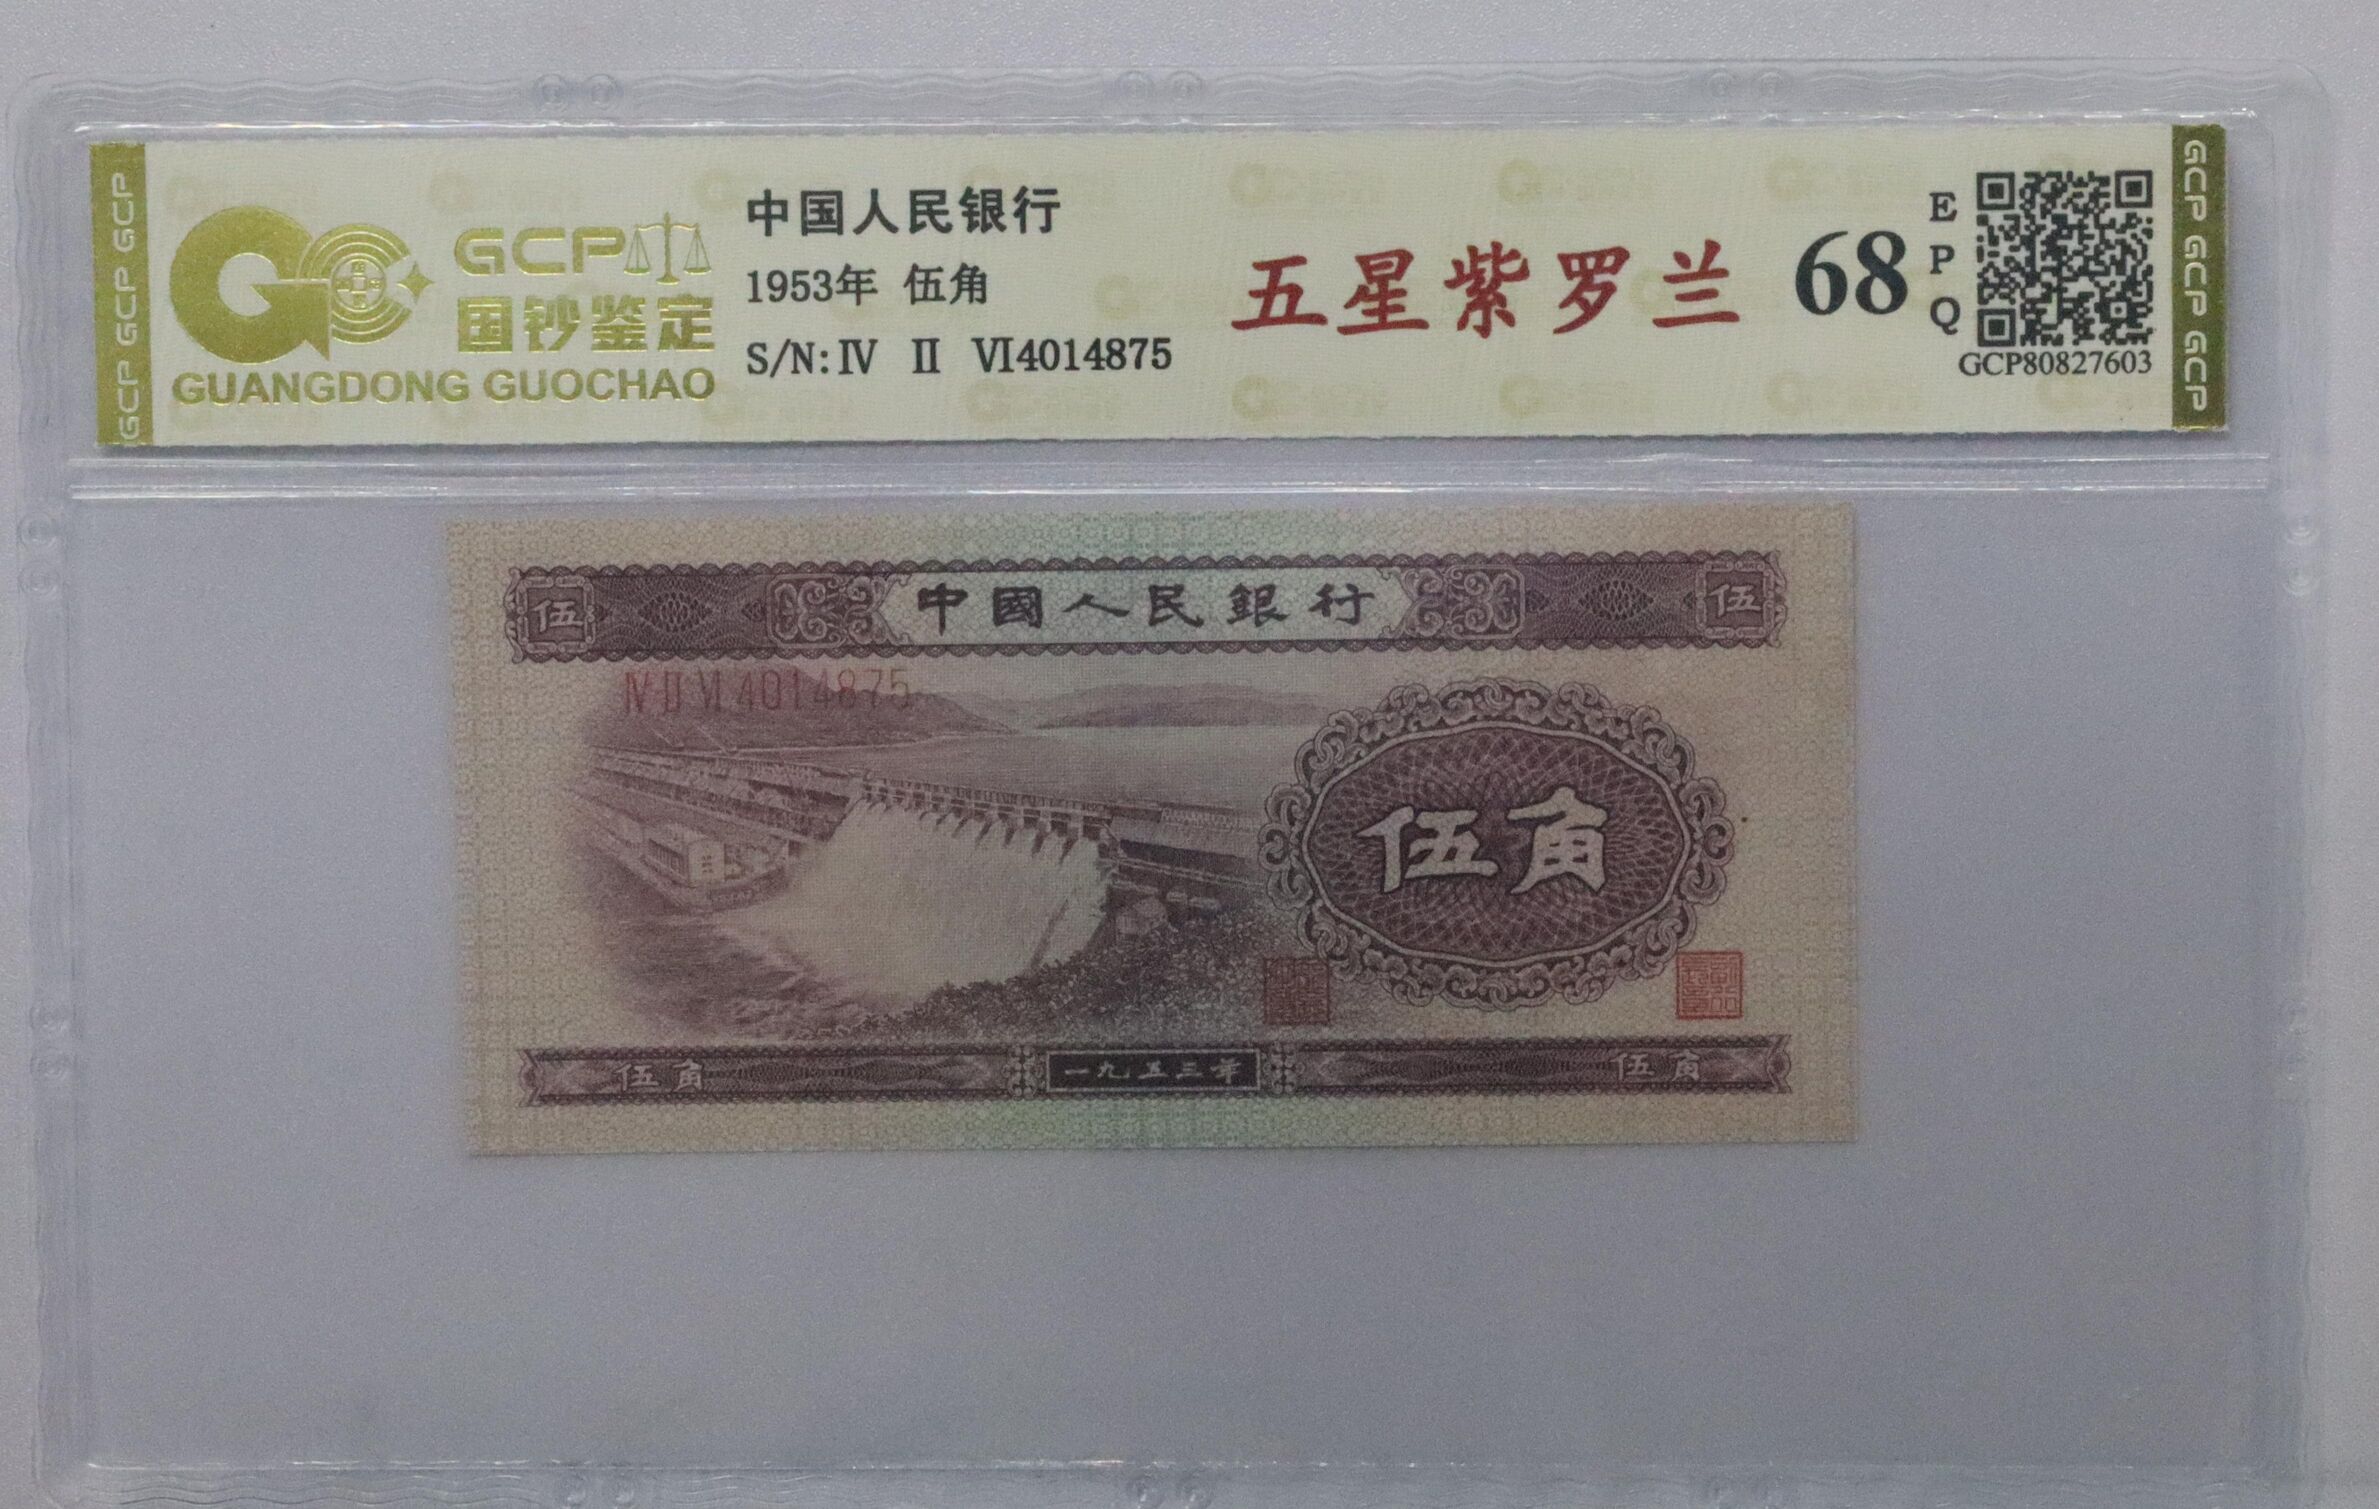 GCP GCP GCP
GCP
国钞鉴定
GUANGDONG GUOCHAO
中国人民银行
1953年 伍角
S/N:Ⅳ Ⅱ Ⅵ4014875
五星紫罗兰
68
EPQ
GCP80827603
GCP GCP GCP
伍
中國人民銀行
伍
Ⅳ Ⅱ Ⅵ 4014875
伍角
伍角
一九五三年
伍角